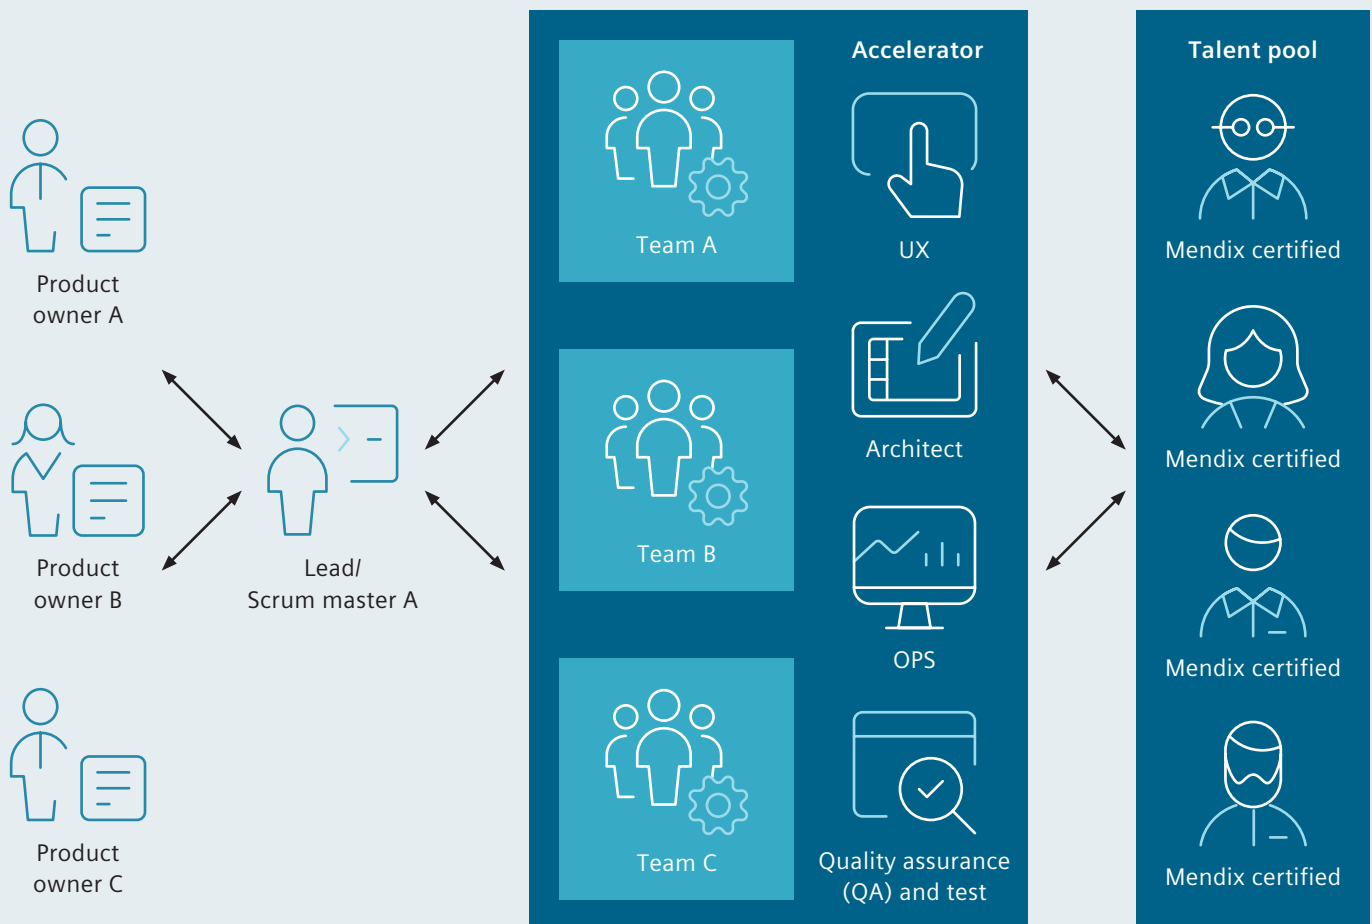 Product
owner A
Product
owner B
Product
owner C
Lead/
Scrum master A
Team A
Team B
Team C
Accelerator
UX
Architect
OPS
Quality assurance
(QA) and test
Talent pool
Mendix certified
Mendix certified
Mendix certified
Mendix certified